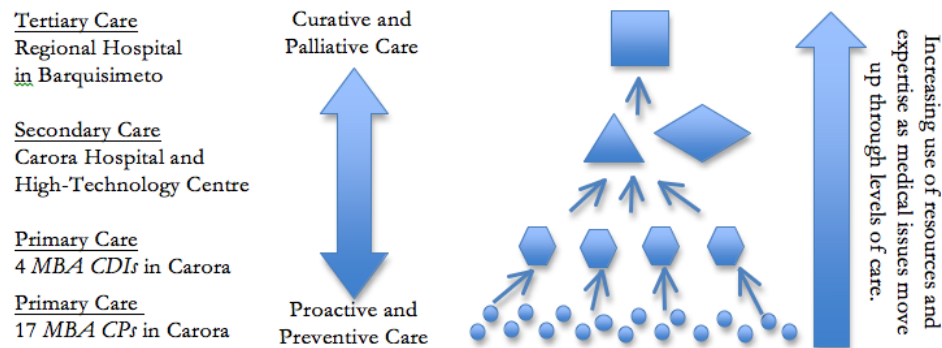 Tertiary Care
Regional Hospital
in Barquisimeto
Secondary Care
Carora Hospital and
High-Technology Centre
Primary Care
4 MBA CDIs in Carora
Primary Care
17 MBA CPs in Carora
Curative and
Palliative Care
Proactive and
Preventive Care
Increasing use of resources and
expertise as medical issues move
up through levels of care.